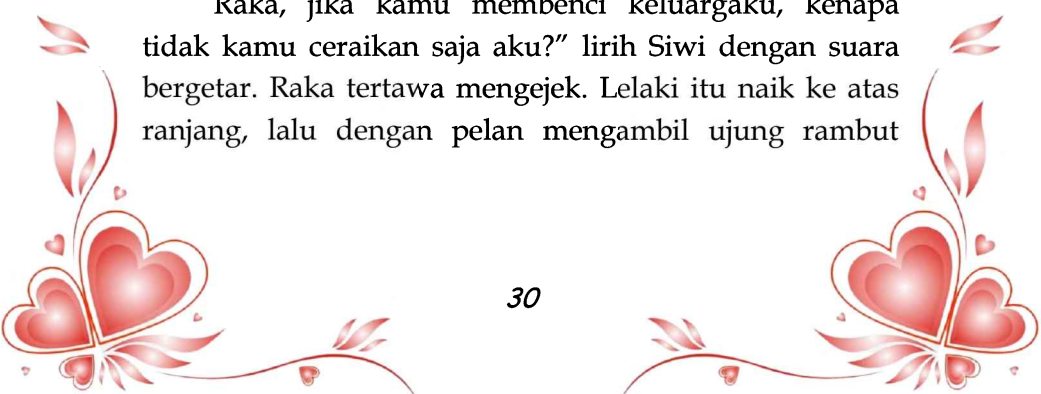 Raka, jika kamu membenci keluargaku, kenapa
tidak kamu ceraikan saja aku?” lirih Siwi dengan suara
bergetar. Raka tertawa mengejek. Lelaki itu naik ke atas
ranjang, lalu dengan pelan mengambil ujung rambut
30